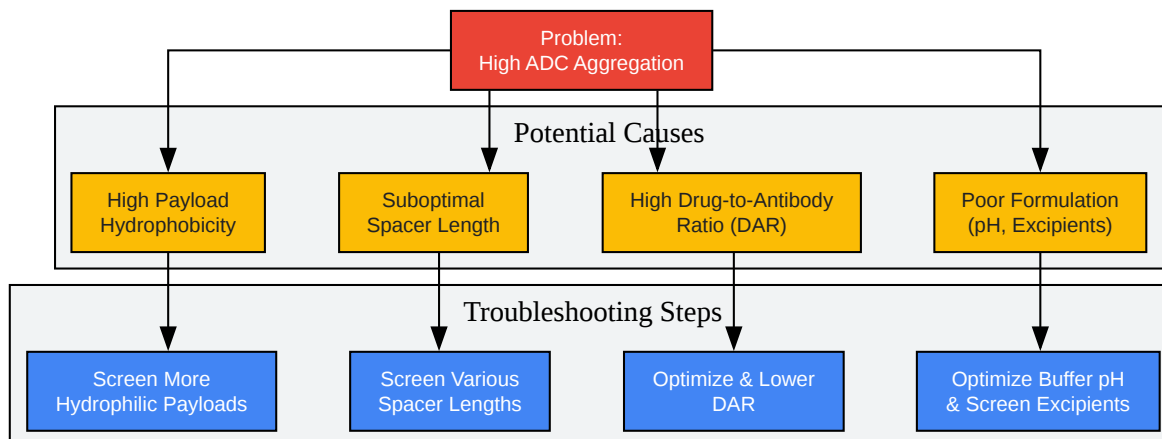 Problem:
High ADC Aggregation
Potential Causes
High Payload
Hydrophobicity
Suboptimal
Spacer Length
High Drug-to-Antibody
Ratio (DAR)
Poor Formulation
(pH, Excipients)
Troubleshooting Steps
Screen More
Hydrophilic Payloads
Screen Various
Spacer Lengths
Optimize & Lower
DAR
Optimize Buffer pH
& Screen Excipients